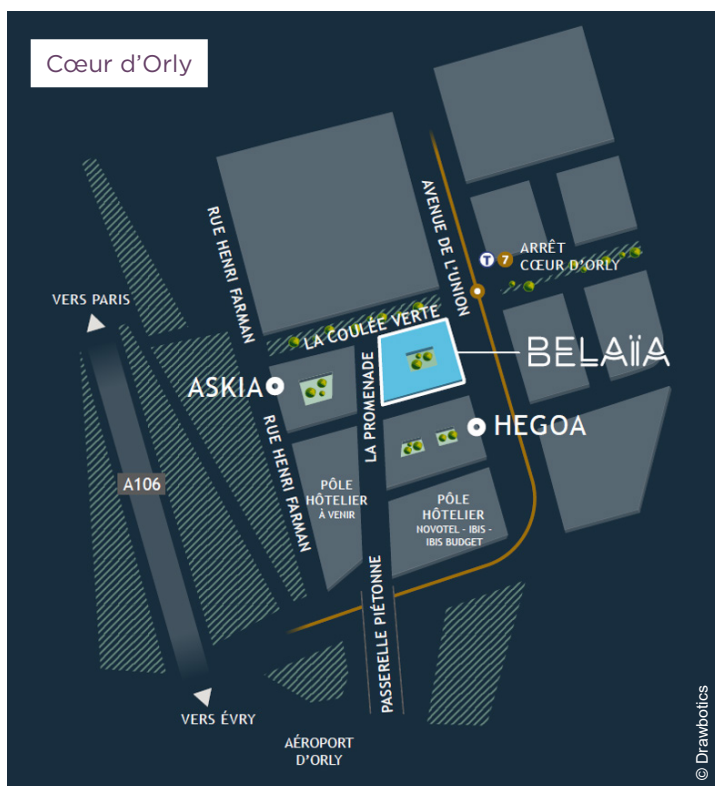 Cœur d'Orly
RUE HENRI FARMAN
AVENUE DE L'UNION
T 7 ARRÊT
CŒUR D'ORLY
VERS PARIS
LA COULÉE VERTE
BELAÏA
ASKIA
LA PROMENADE
HEGOA
RUE HENRI FARMAN
A106
PÔLE
HÔTELIER
À VENIR
PÔLE
HÔTELIER
NOVOTEL - IBIS -
IBIS BUDGET
PASSERELLE PIÉTONNE
VERS ÉVRY
AÉROPORT
D'ORLY
© Drawbotics